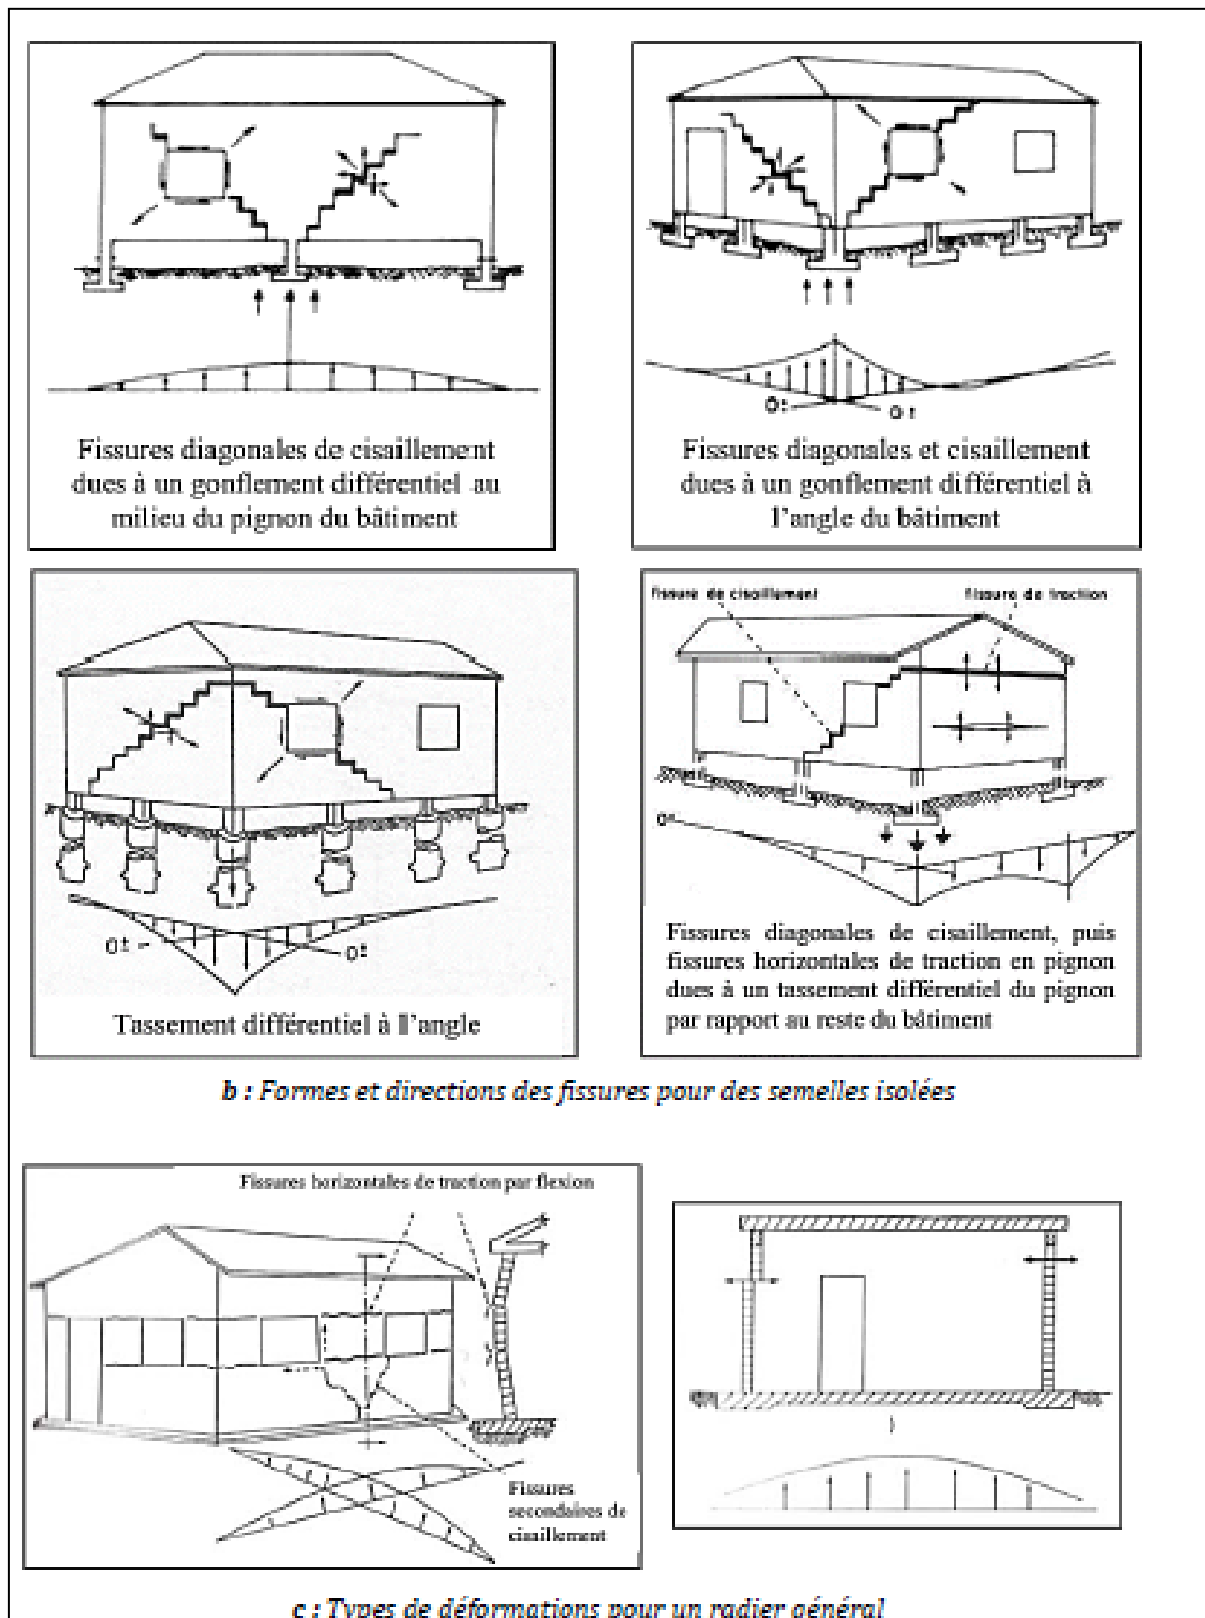 O±
O±
Fissures diagonales de cisaillement
dues à un gonflement différentiel au
milieu du pignon du bâtiment
Fissures diagonales et cisaillement
dues à un gonflement différentiel à
l'angle du bâtiment
fissure de cisaillement
fissure de traction
O±
O±
O±
Tassement différentiel à l'angle
Fissures diagonales de cisaillement, puis
fissures horizontales de traction en pignon
dues à un tassement différentiel du pignon
par rapport au reste du bâtiment
b : Formes et directions des fissures pour des semelles isolées
Fissures horizontales de traction par flexion
Fissures
secondaires de
cisaillement
c : Types de déformations pour un radier général